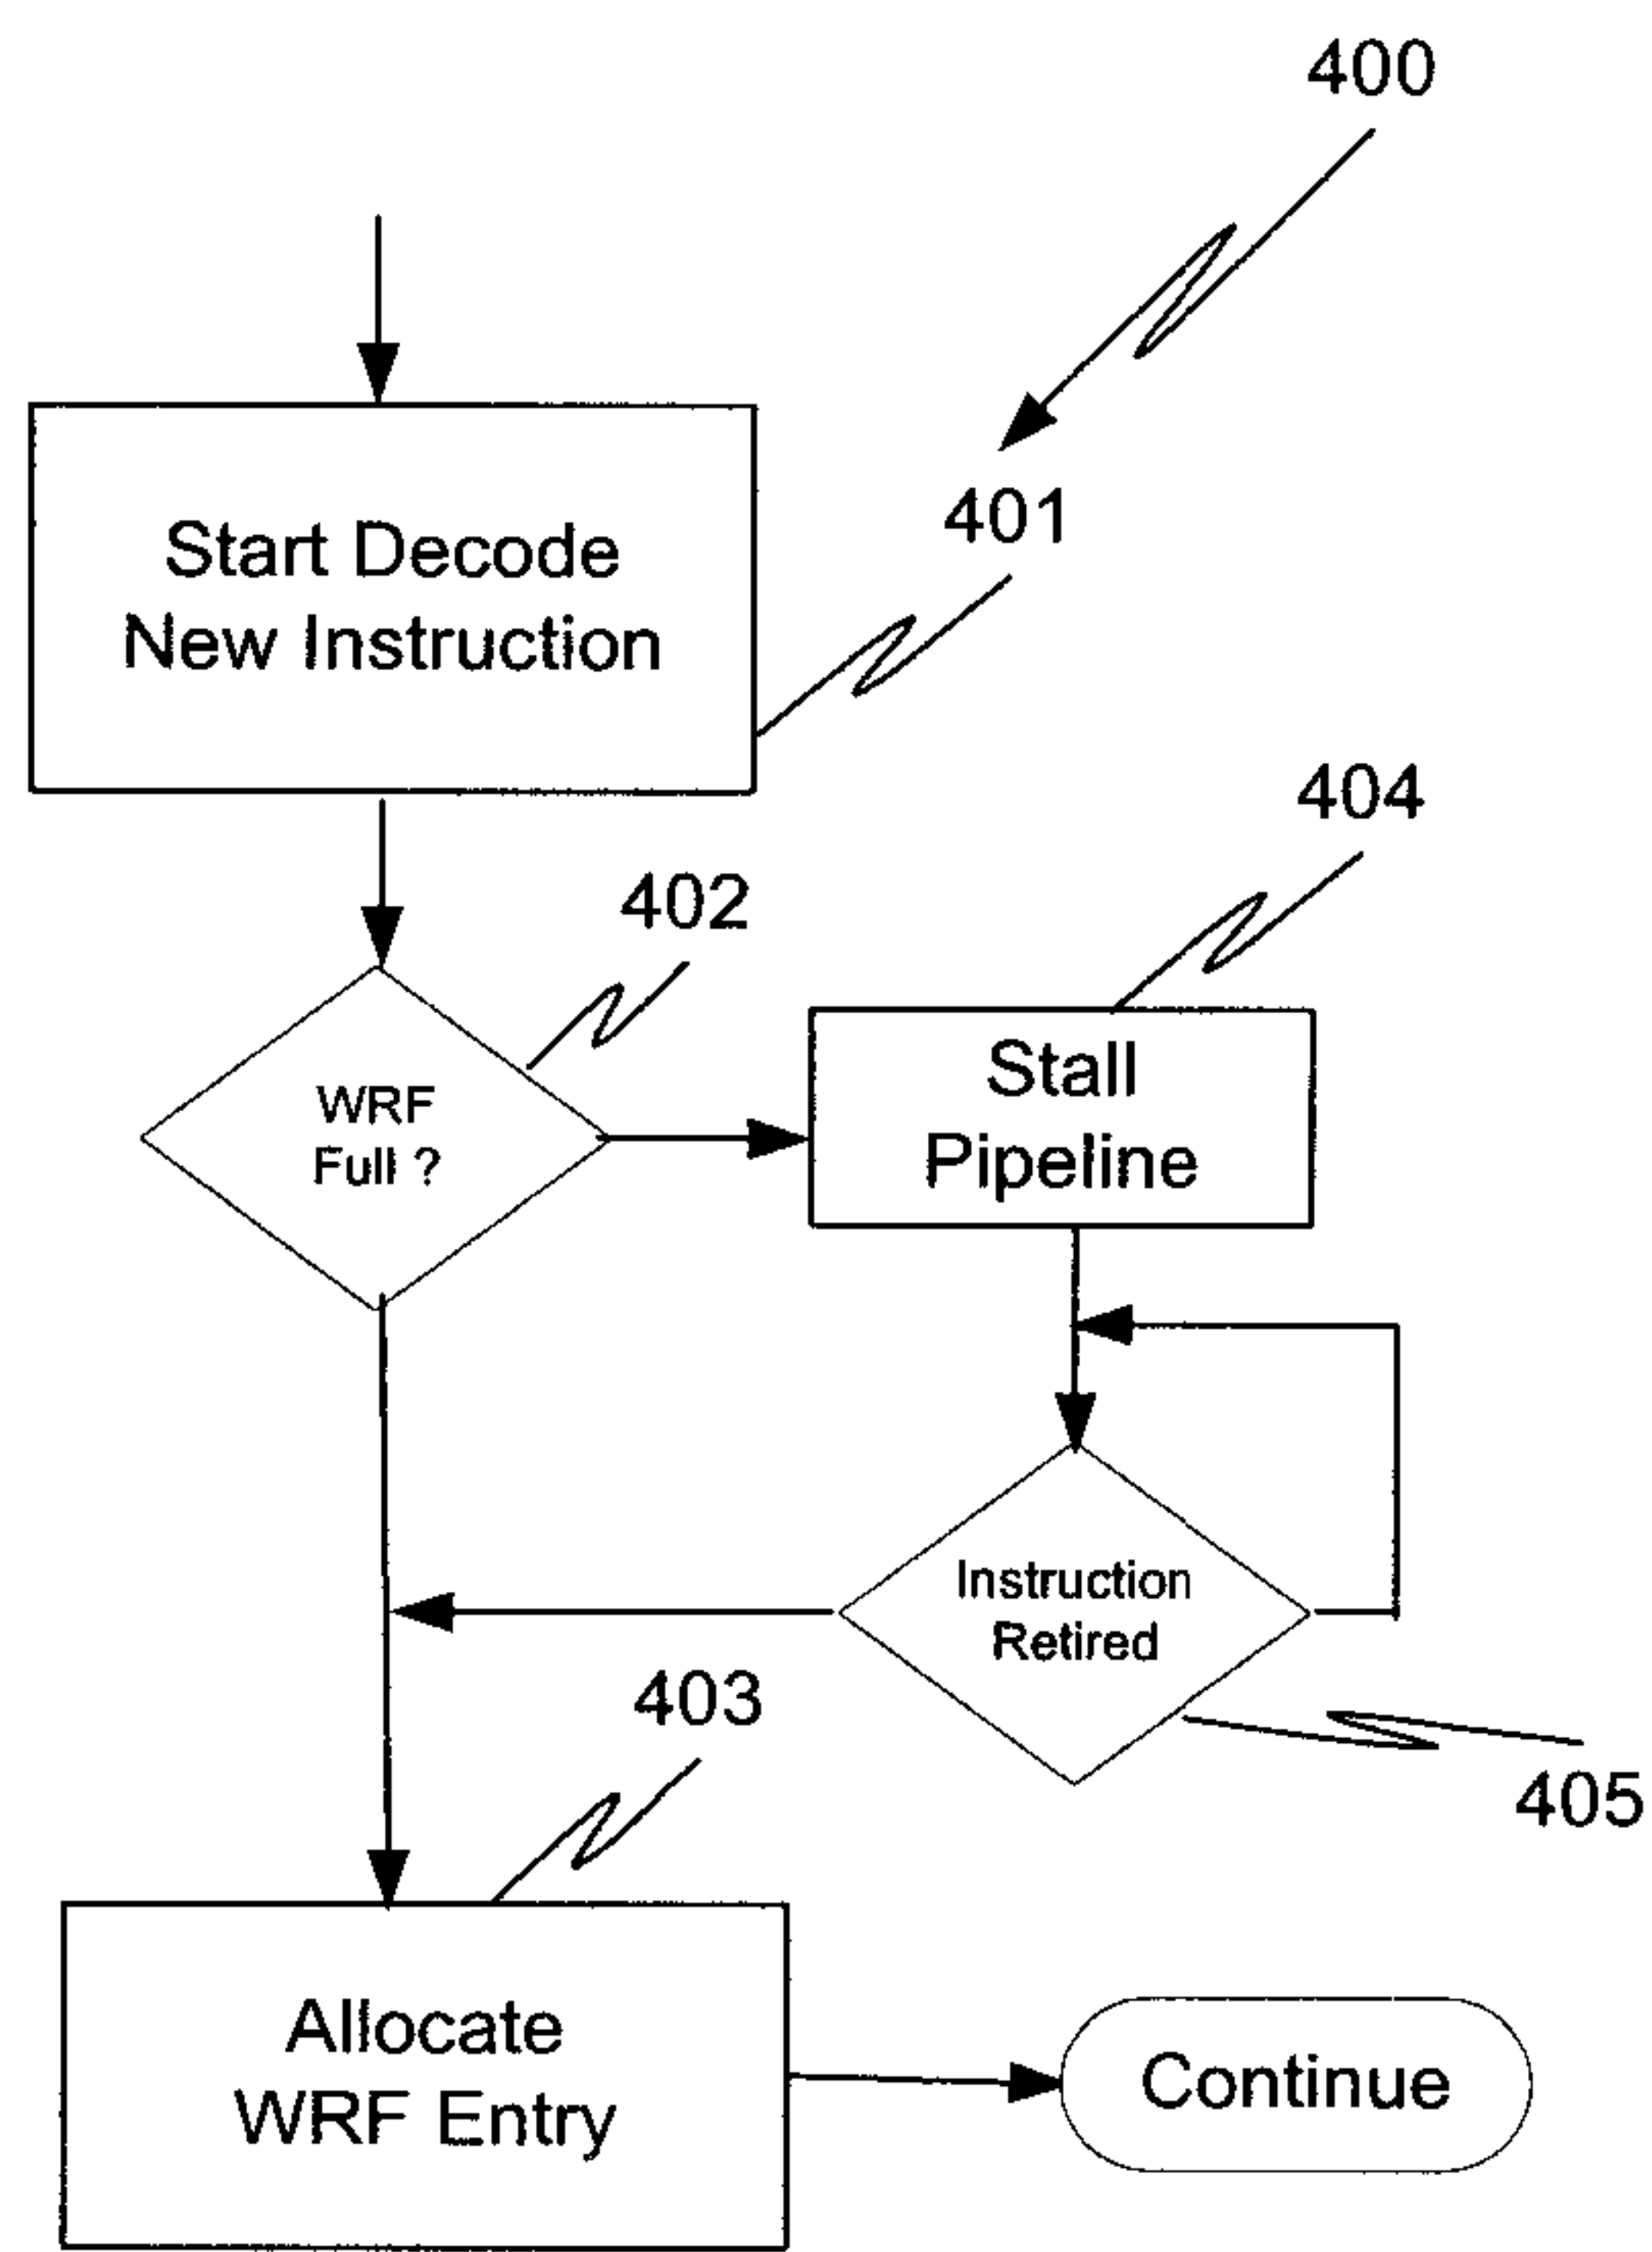 400
Start Decode
New Instruction
401
402
WRF
Full ?
404
Stall
Pipeline
Instruction
Retired
405
403
Allocate
WRF Entry
Continue